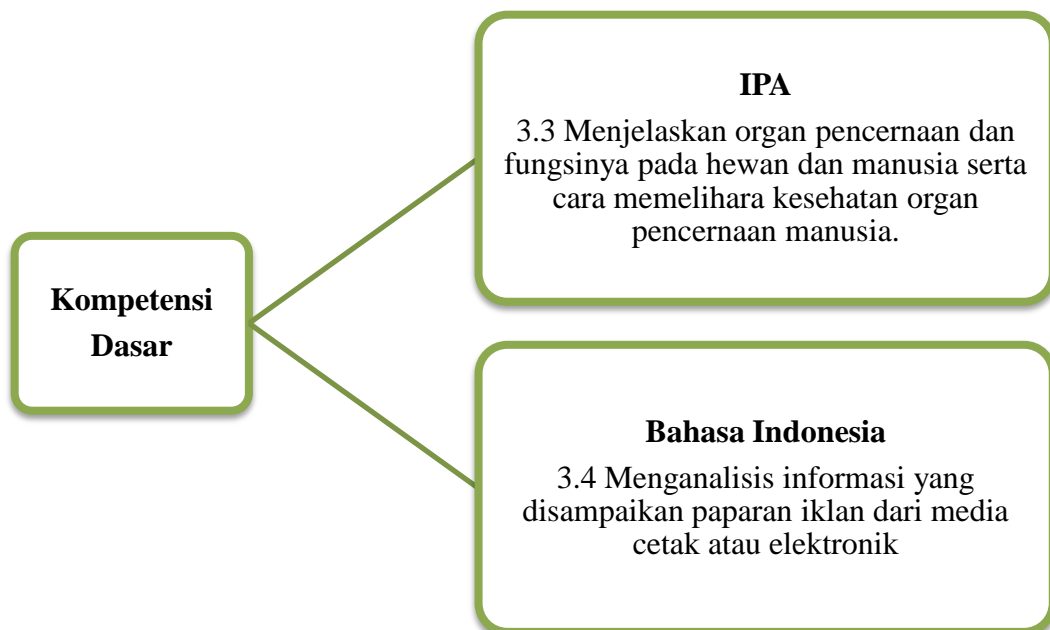 Kompetensi
Dasar
IPA
3.3 Menjelaskan organ pencernaan dan
fungsinya pada hewan dan manusia serta
cara memelihara kesehatan organ
pencernaan manusia.
Bahasa Indonesia
3.4 Menganalisis informasi yang
disampaikan paparan iklan dari media
cetak atau elektronik